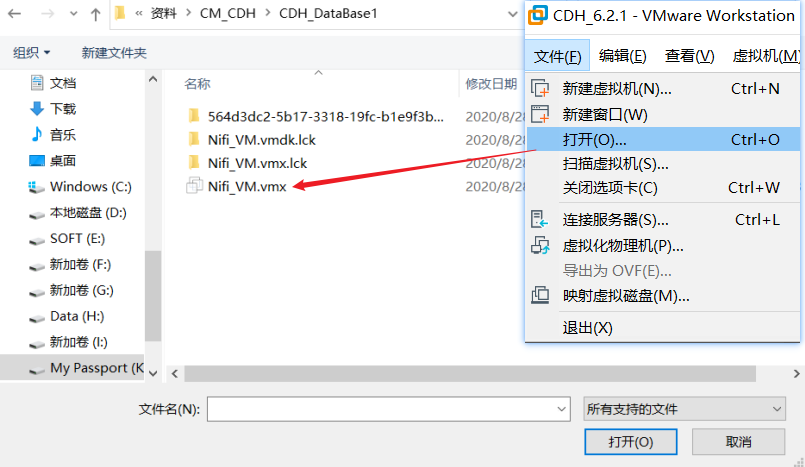 « 资料 > CM_CDH > CDH_DataBase1
组织 新建文件夹
文档
下载
音乐
桌面
Windows (C:)
本地磁盘 (D:)
SOFT (E:)
新加卷 (F:)
新加卷 (G:)
Data (H:)
新加卷 (I:)
My Passport (K
名称 修改日期
564d3dc2-5b17-3318-19fc-b1e9f3b... 2020/8/28
Nifi_VM.vmdk.lck 2020/8/28
Nifi_VM.vmx.lck 2020/8/28
Nifi_VM.vmx 2020/8/28
CDH_6.2.1 - VMware Workstation
文件(F) 编辑(E) 查看(V) 虚拟机(M)
新建虚拟机(N)... Ctrl+N
新建窗口(W)
打开(O)... Ctrl+O
扫描虚拟机(S)...
关闭选项卡(C) Ctrl+W
连接服务器(S)... Ctrl+L
虚拟化物理机(P)...
导出为 OVF(E)...
映射虚拟磁盘(M)...
退出(X)
文件名(N): 所有支持的文件
打开(O) 取消